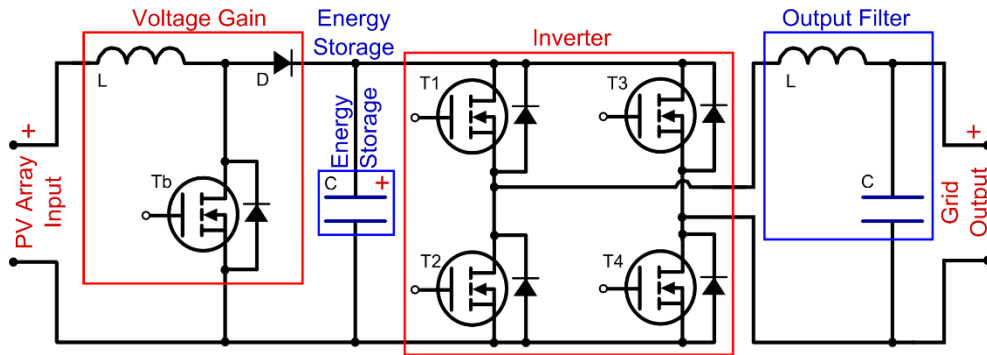 Voltage Gain
Energy
Storage
Inverter
Output Filter
L
D
Tb
PV Array
Input
+
Energy
Storage
C
+
T1
T3
T2
T4
L
C
+
Grid
Output